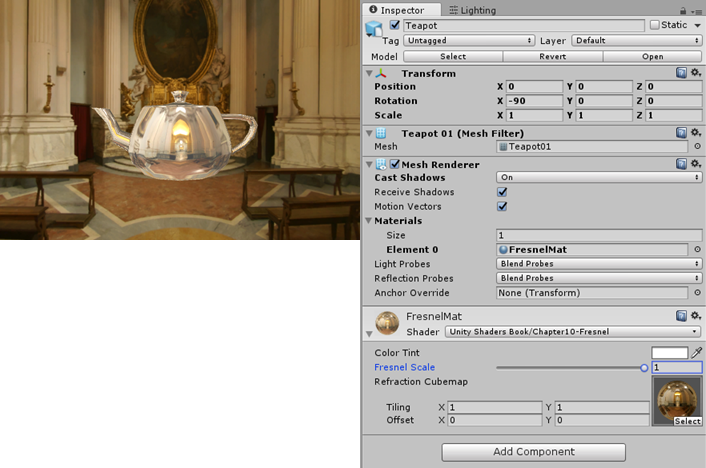 Inspector
Lighting
Teapot
Static
Tag Untagged Layer Default
Model Select Revert Open
Transform
Position X 0 Y 0 Z 0
Rotation X -90 Y 0 Z 0
Scale X 1 Y 1 Z 1
Teapot 01 (Mesh Filter)
Mesh Teapot01
Mesh Renderer
Cast Shadows On
Receive Shadows
Motion Vectors
Materials
Size 1
Element 0 FresnelMat
Light Probes Blend Probes
Reflection Probes Blend Probes
Anchor Override None (Transform)
FresnelMat
Shader Unity Shaders Book/Chapter10-Fresnel
Color Tint
Fresnel Scale 1
Refraction Cubemap
Tiling X 1 Y 1
Offset X 0 Y 0
Select
Add Component